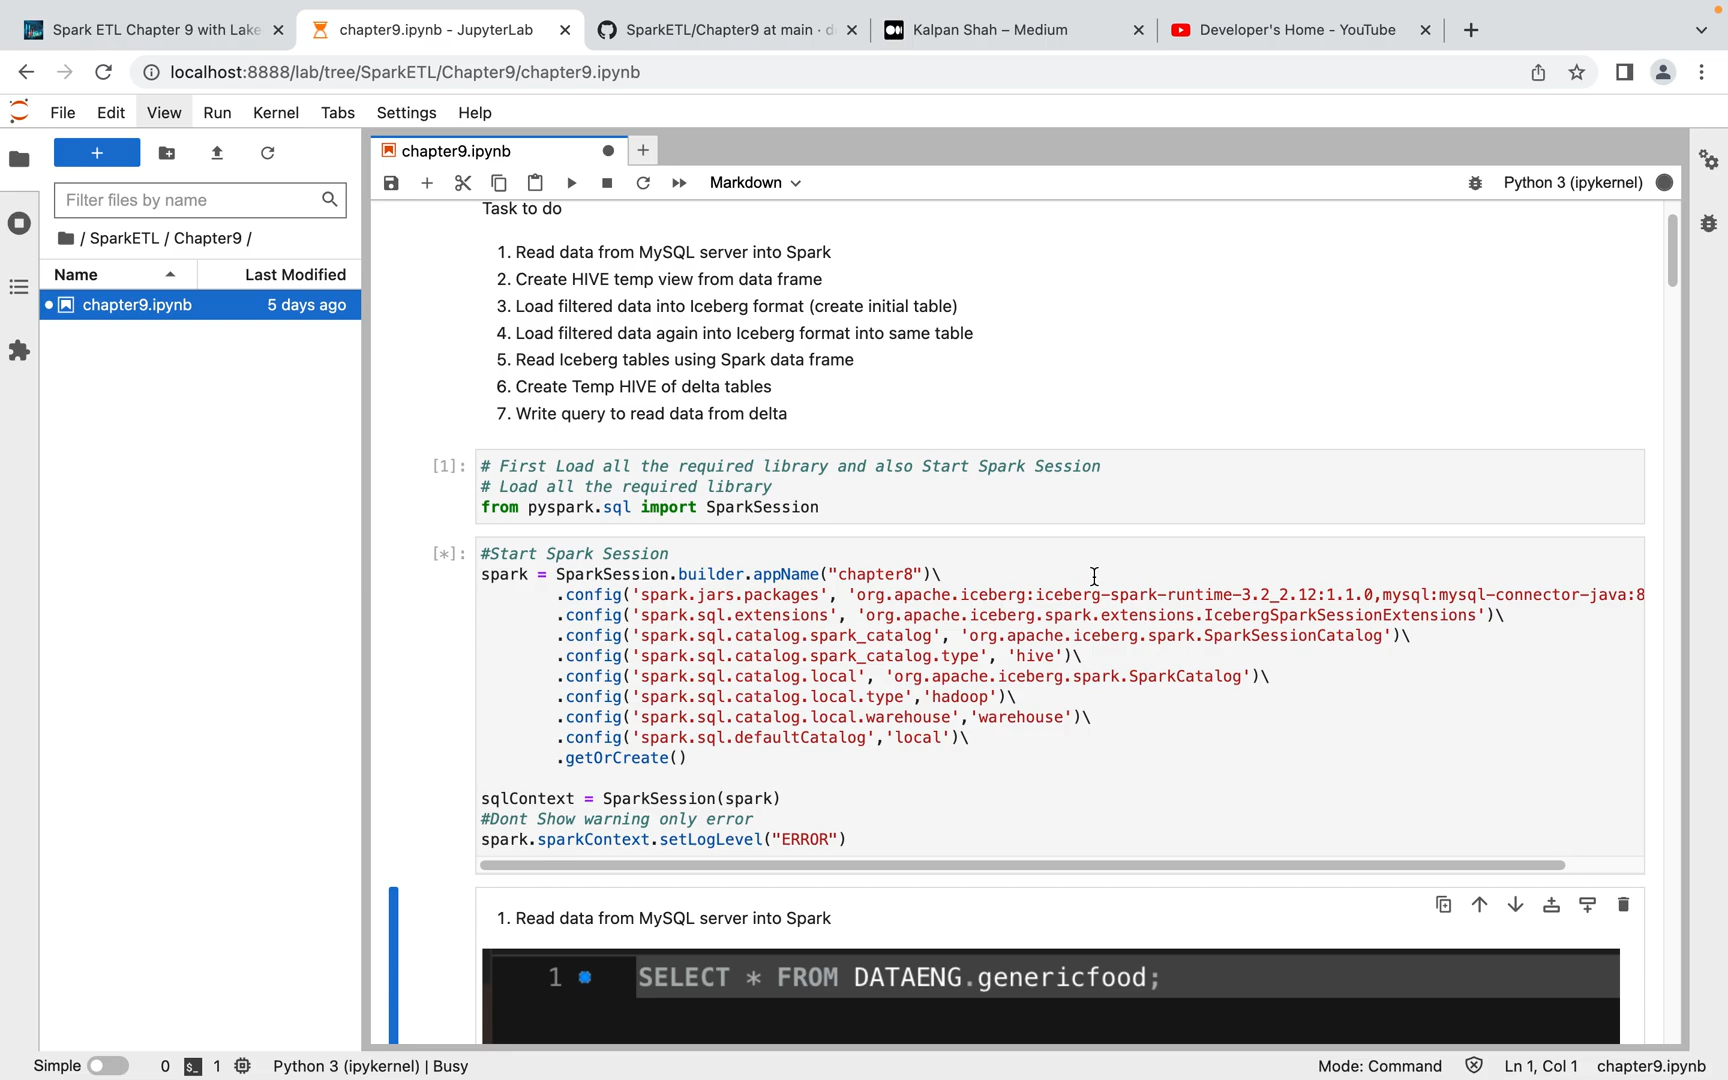 Spark ETL Chapter 9 with Lake
chapter9.ipynb - JupyterLab
SparkETL/Chapter9 at main · d
Kalpan Shah – Medium
Developer's Home - YouTube
localhost:8888/lab/tree/SparkETL/Chapter9/chapter9.ipynb
File Edit View Run Kernel Tabs Settings Help
chapter9.ipynb
Filter files by name
Markdown
Python 3 (ipykernel)
/ SparkETL / Chapter9 /
Name Last Modified
chapter9.ipynb 5 days ago
Task to do
1. Read data from MySQL server into Spark
2. Create HIVE temp view from data frame
3. Load filtered data into Iceberg format (create initial table)
4. Load filtered data again into Iceberg format into same table
5. Read Iceberg tables using Spark data frame
6. Create Temp HIVE of delta tables
7. Write query to read data from delta
[1]: # First Load all the required library and also Start Spark Session
# Load all the required library
from pyspark.sql import SparkSession
[*]: #Start Spark Session
spark = SparkSession.builder.appName("chapter8")\
.config('spark.jars.packages', 'org.apache.iceberg:iceberg-spark-runtime-3.2_2.12:1.1.0,mysql:mysql-connector-java:8
.config('spark.sql.extensions', 'org.apache.iceberg.spark.extensions.IcebergSparkSessionExtensions')\
.config('spark.sql.catalog.spark_catalog', 'org.apache.iceberg.spark.SparkSessionCatalog')\
.config('spark.sql.catalog.spark_catalog.type', 'hive')\
.config('spark.sql.catalog.local', 'org.apache.iceberg.spark.SparkCatalog')\
.config('spark.sql.catalog.local.type','hadoop')\
.config('spark.sql.catalog.local.warehouse','warehouse')\
.config('spark.sql.defaultCatalog','local')\
.getOrCreate()
sqlContext = SparkSession(spark)
#Dont Show warning only error
spark.sparkContext.setLogLevel("ERROR")
1. Read data from MySQL server into Spark
1 SELECT * FROM DATAENG.genericfood;
Simple 0 1 Python 3 (ipykernel) | Busy Mode: Command Ln 1, Col 1 chapter9.ipynb